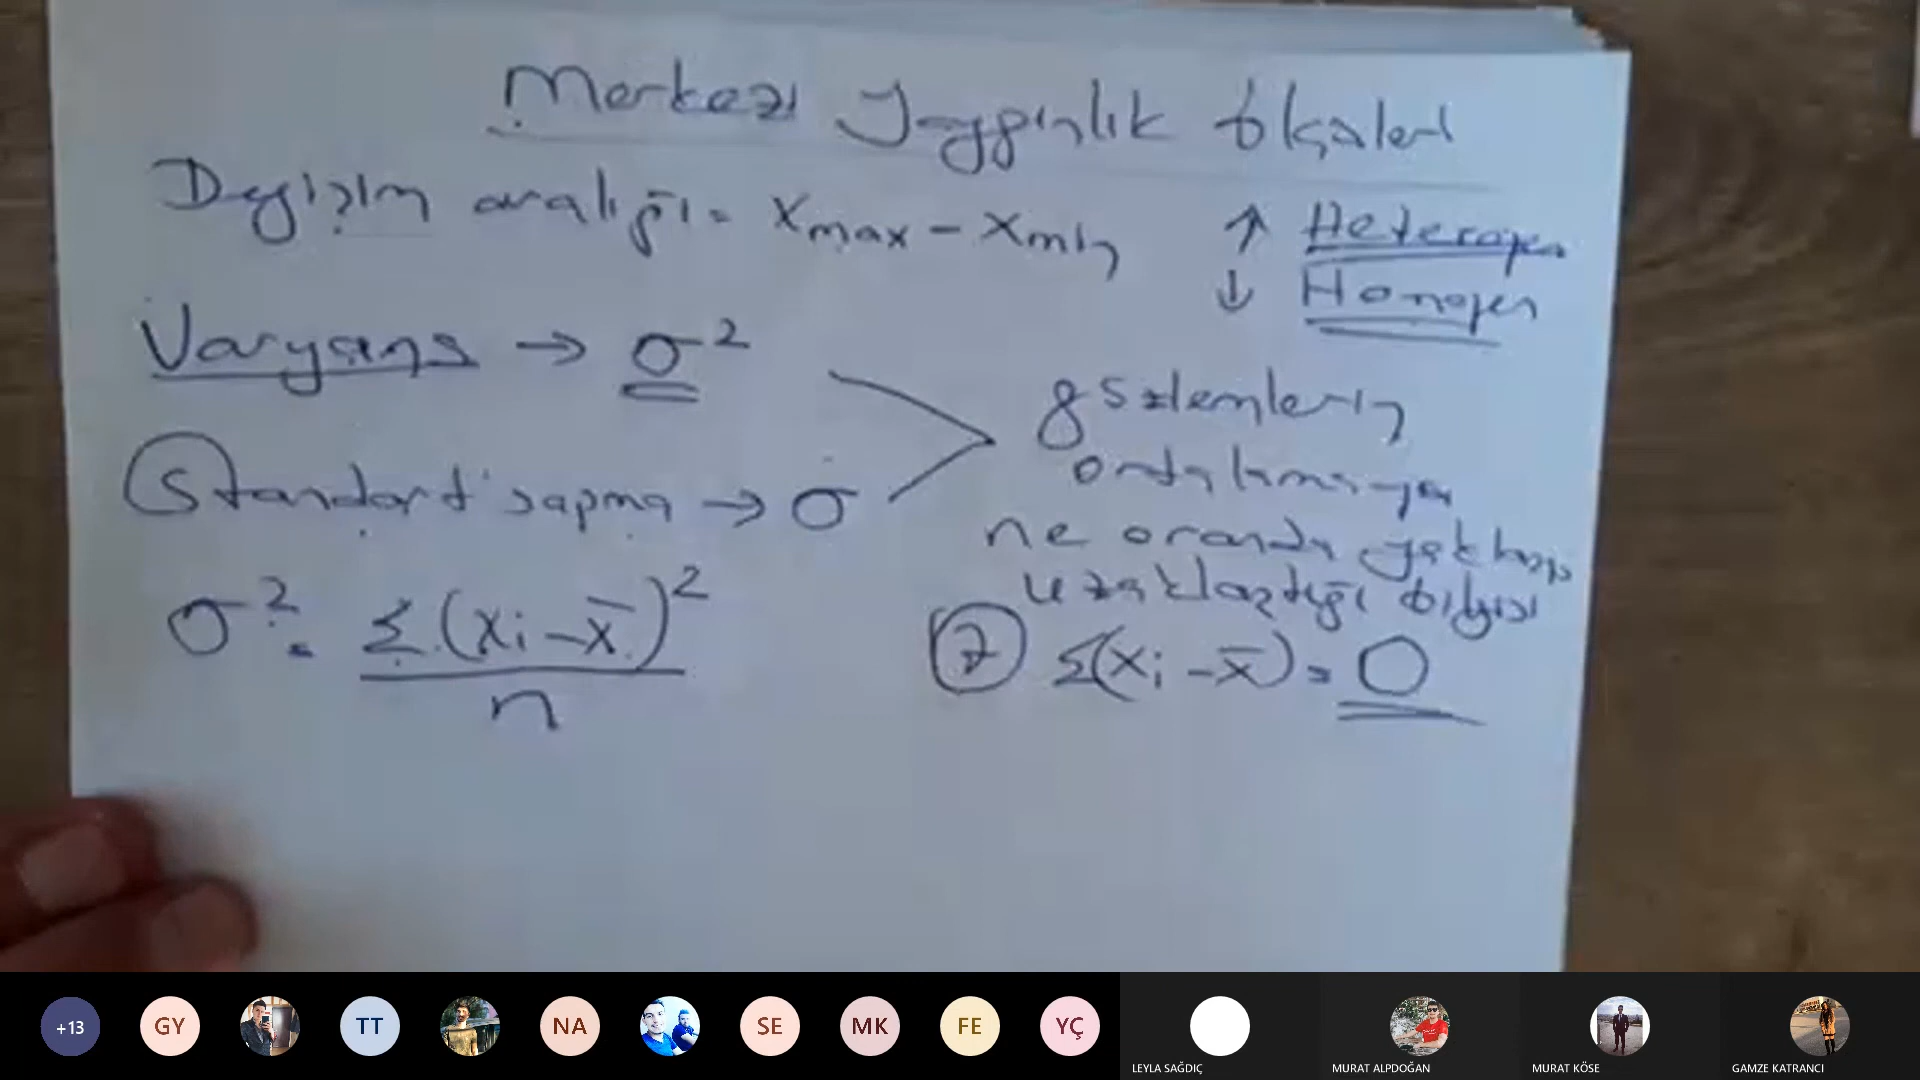 Merkezi Yaygınlık Ölçüleri
Değişim aralığı = Xmax - Xmin
↑ Heterojen
↓ Homojen
Varyans → σ²
Standart sapma → σ
gözlemlerin
ortalamaya
ne oranda yaklaşıp
uzaklaştığı bilgisi
σ² = Σ(xi - x̄)² / n
Σ(xi - x̄) = 0
+13
GY
TT
NA
SE
MK
FE
YÇ
LEYLA SAĞDIÇ
MURAT ALPDOĞAN
MURAT KÖSE
GAMZE KATRANCI